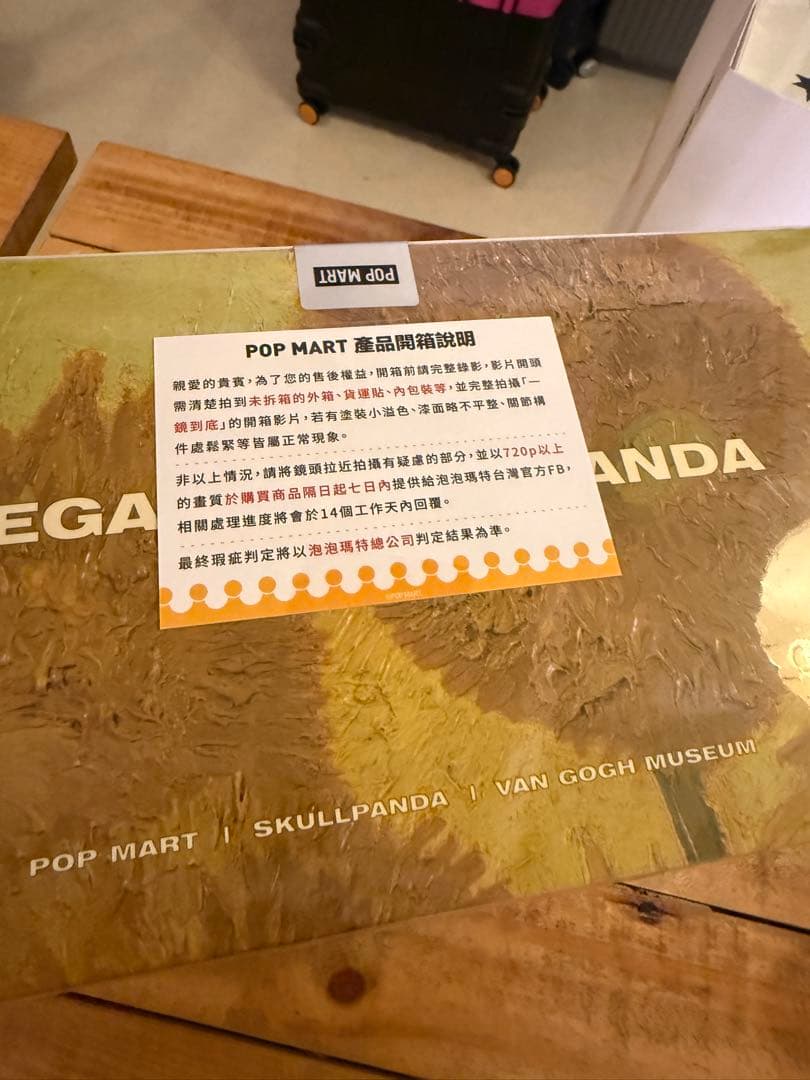 POP MART
POP MART 產品開箱說明
親愛的貴賓,為了您的售後權益,開箱前請完整錄影,影片開頭
需清楚拍到未拆箱的外箱、貨運貼、內包裝等,並完整拍攝「一
鏡到底」的開箱影片,若有塗裝小溢色、漆面略不平整、關節構
件處鬆緊等皆屬正常現象。
非以上情況,請將鏡頭拉近拍攝有疑慮的部分,並以720p以上
的畫質於購買商品隔日起七日內提供給泡泡瑪特台灣官方FB,
相關處理進度將會於14個工作天內回覆。
最終瑕疵判定將以泡泡瑪特總公司判定結果為準。
©POP MART
EGA ANDA
POP MART | SKULLPANDA | VAN GOGH MUSEUM